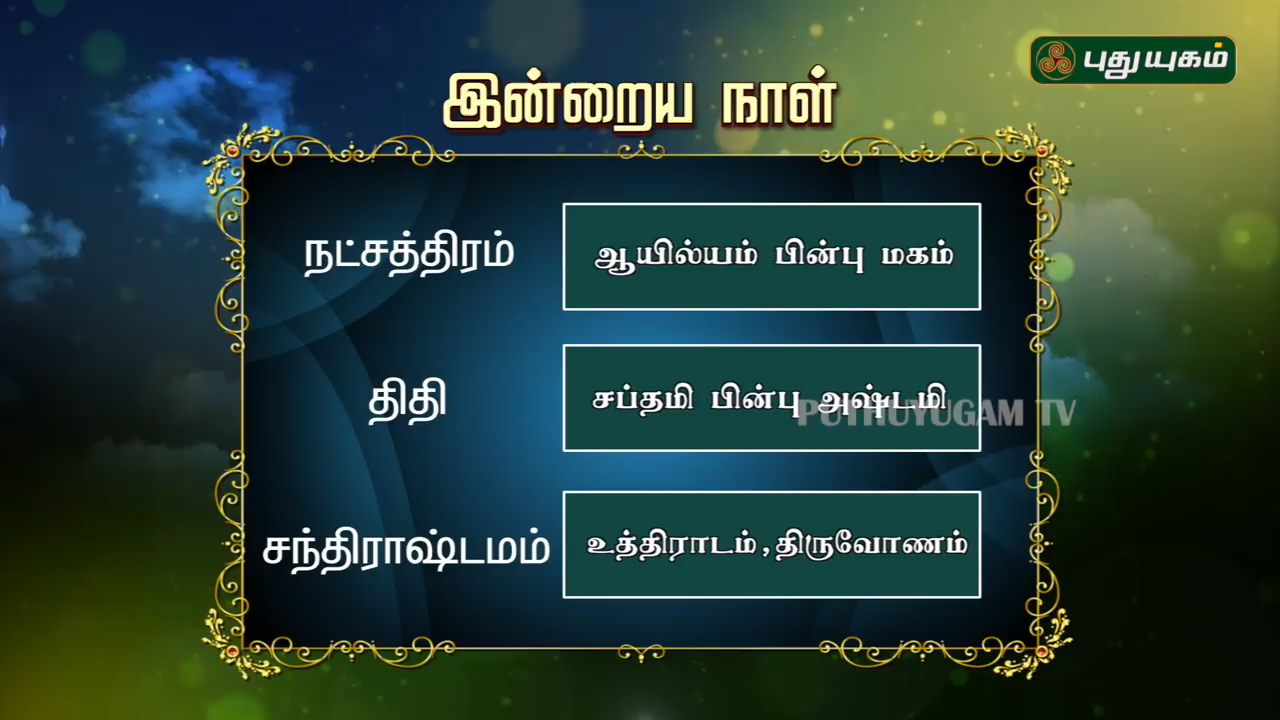 புதுயுகம்
இன்றைய நாள்
நட்சத்திரம்
ஆயில்யம் பின்பு மகம்
திதி
சப்தமி பின்பு அஷ்டமி
PUTHUYUGAM TV
சந்திராஷ்டமம்
உத்திராடம்,திருவோணம்